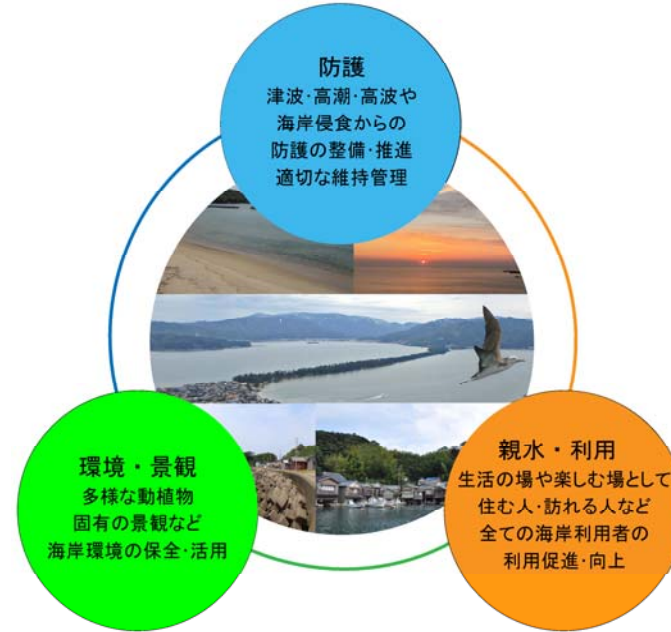 防護
津波・高潮・高波や
海岸侵食からの
防護の整備・推進
適切な維持管理
環境・景観
多様な動植物
固有の景観など
海岸環境の保全・活用
親水・利用
生活の場や楽しむ場として
住む人・訪れる人など
全ての海岸利用者の
利用促進・向上